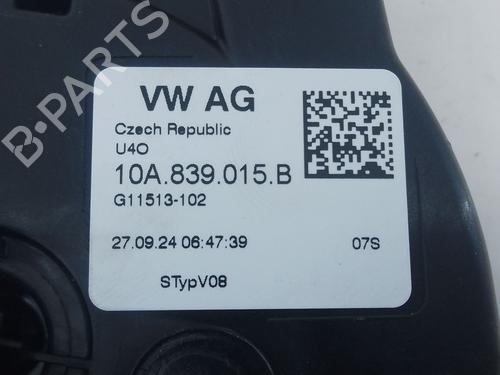 VW AG
Czech Republic
U4O
10A.839.015.B
G11513-102
27.09.24 06:47:39 07S
STypV08
B-PARTS